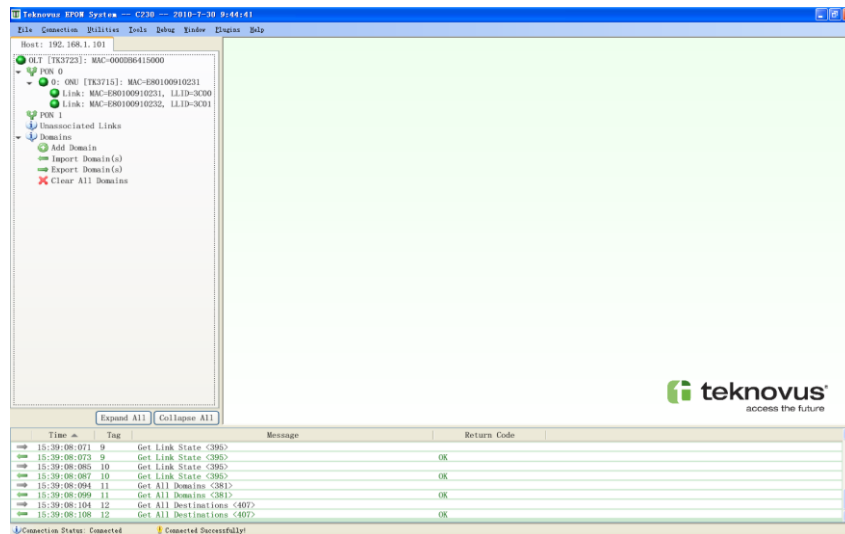 Teknovus EPON System -- C230 -- 2010-7-30 9:44:41
File Connection Utilities Tools Debug Window Plugins Help
Host: 192.168.1.101
OLT [TK3723]: MAC=000DB6415000
PON 0
0: ONU [TK3715]: MAC=E80100910231
Link: MAC=E80100910231, LLID=3C00
Link: MAC=E80100910232, LLID=3C01
PON 1
Unassociated Links
Domains
Add Domain
Import Domain(s)
Export Domain(s)
Clear All Domains
teknovus
access the future
Expand All Collapse All
Time Tag Message Return Code
15:39:08:071 9 Get Link State <395>
15:39:08:073 9 Get Link State <395> OK
15:39:08:085 10 Get Link State <395>
15:39:08:087 10 Get Link State <395> OK
15:39:08:094 11 Get All Domains <381>
15:39:08:099 11 Get All Domains <381> OK
15:39:08:104 12 Get All Destinations <407>
15:39:08:108 12 Get All Destinations <407> OK
Connection Status: Connected Connected Successfully!